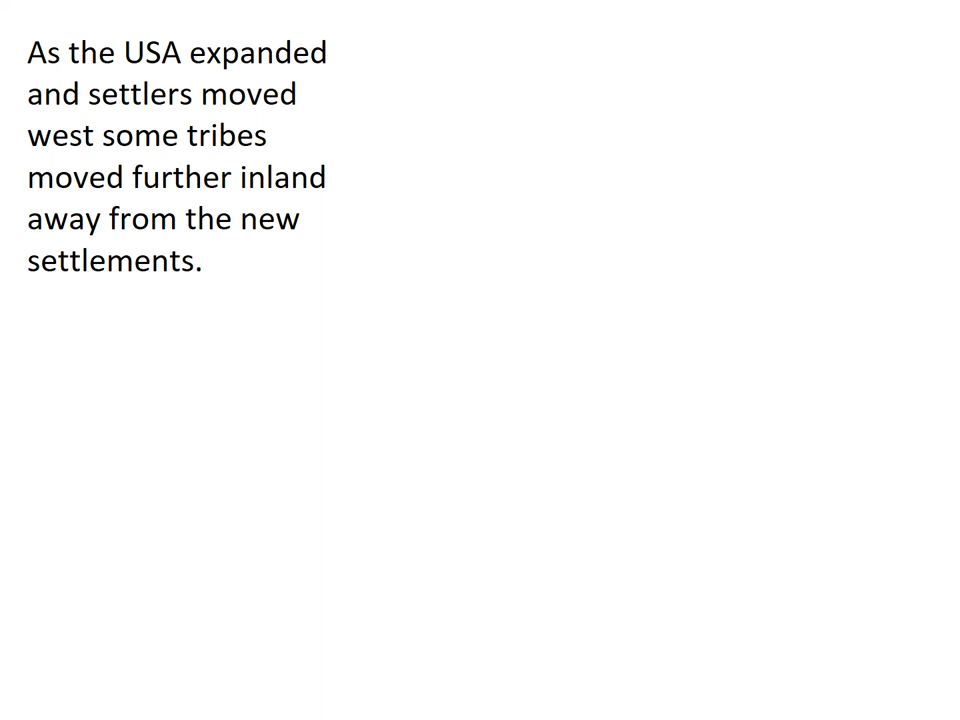 As the USA expanded
and settlers moved
west some tribes
moved further inland
away from the new
settlements.